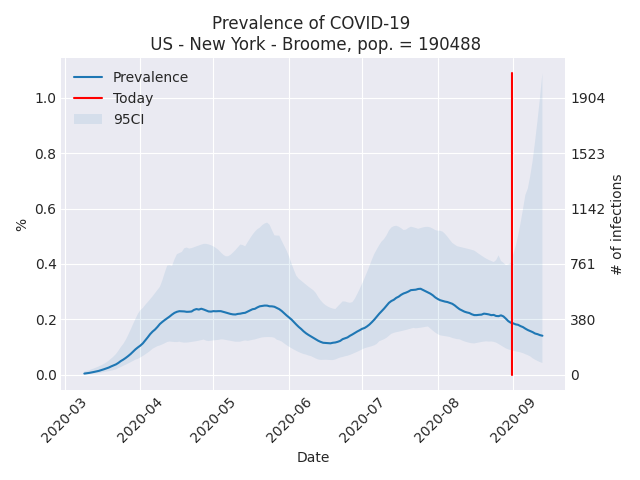 Prevalence of COVID-19
US - New York - Broome, pop. = 190488
Prevalence
Today
95CI
1.0
0.8
0.6
0.4
0.2
0.0
%
1904
1523
1142
761
380
0
# of infections
2020-03
2020-04
2020-05
2020-06
2020-07
2020-08
2020-09
Date